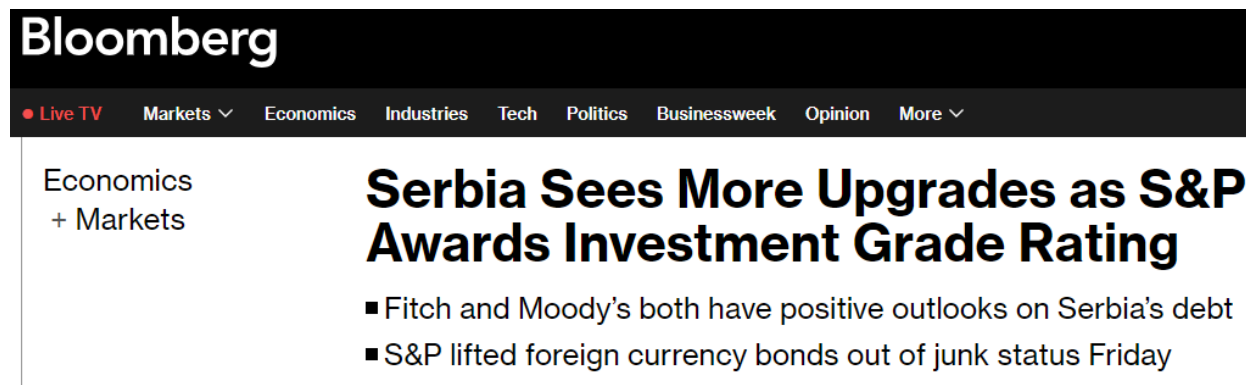 Bloomberg
Live TV Markets Economics Industries Tech Politics Businessweek Opinion More
Economics
+ Markets
Serbia Sees More Upgrades as S&P
Awards Investment Grade Rating
Fitch and Moody's both have positive outlooks on Serbia's debt
S&P lifted foreign currency bonds out of junk status Friday